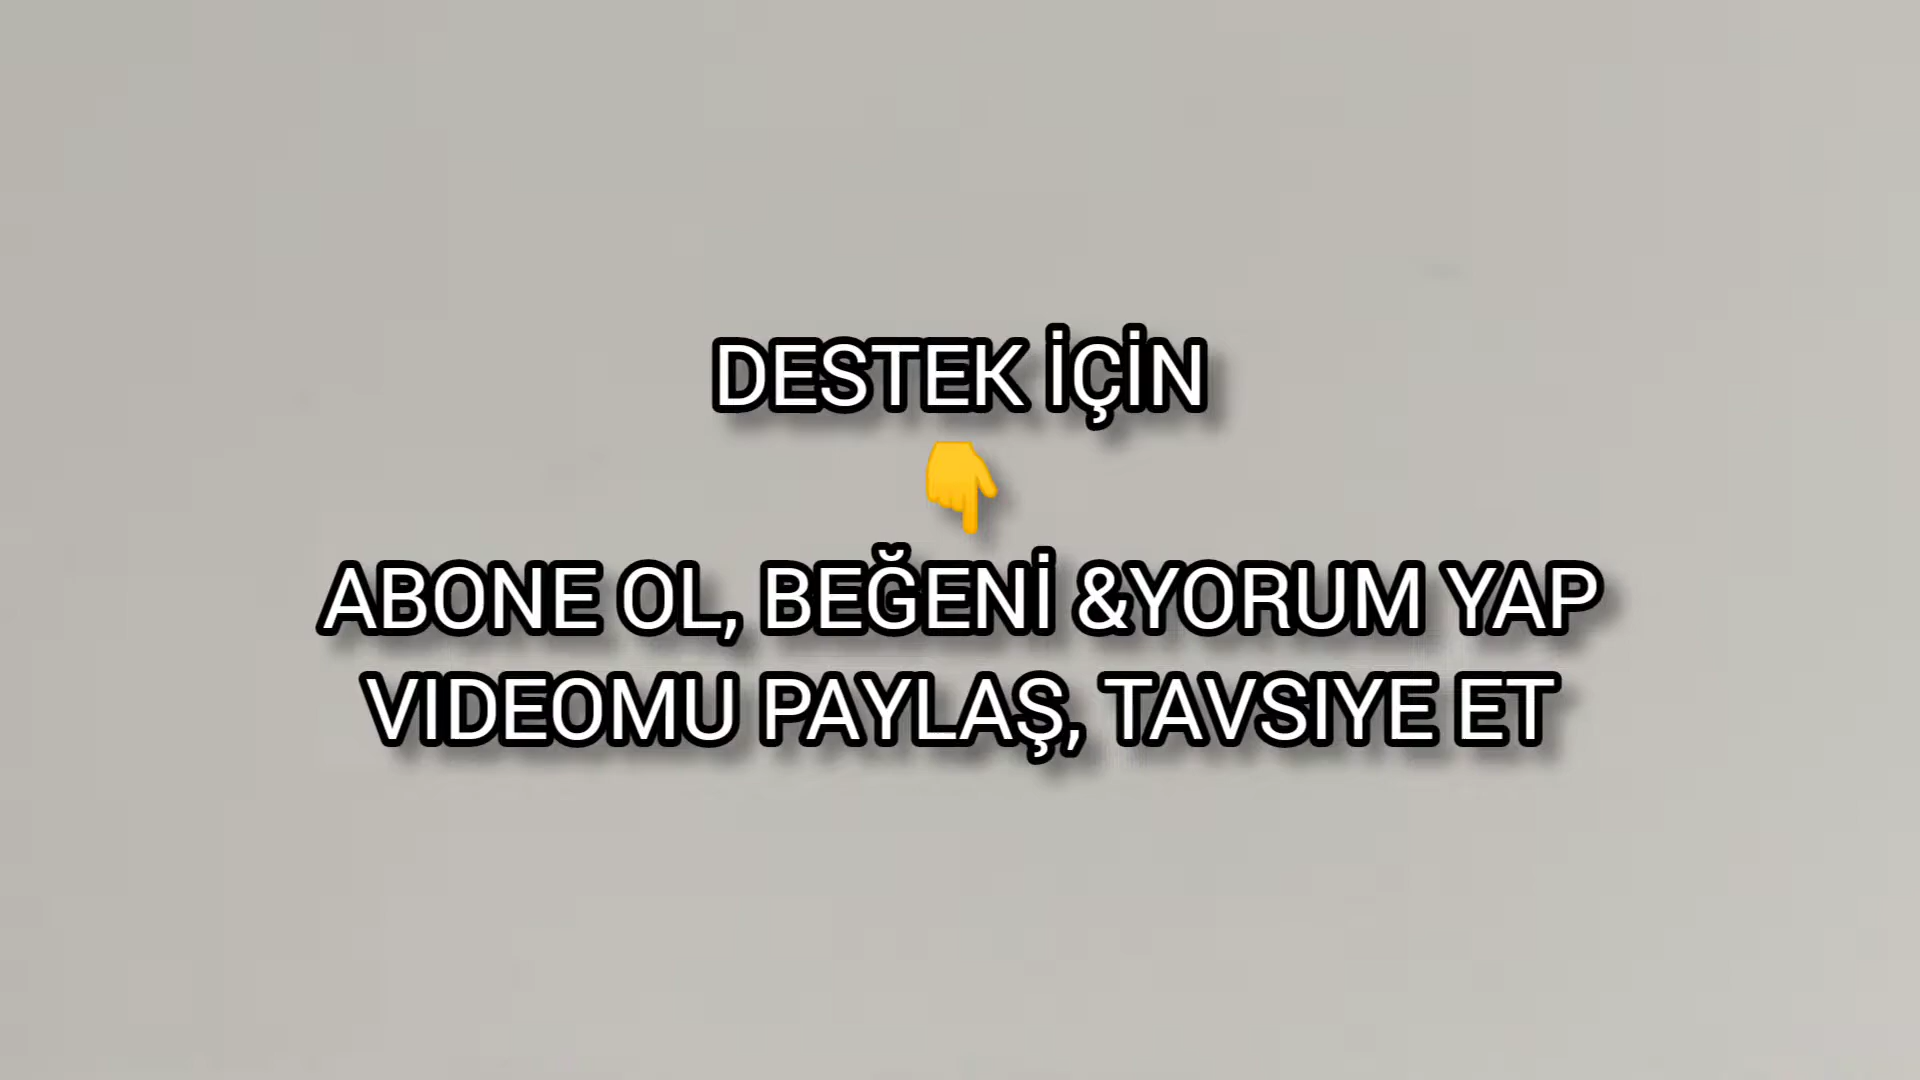 DESTEK İÇİN
👇
ABONE OL, BEĞENİ &YORUM YAP
VIDEOMU PAYLAŞ, TAVSIYE ET